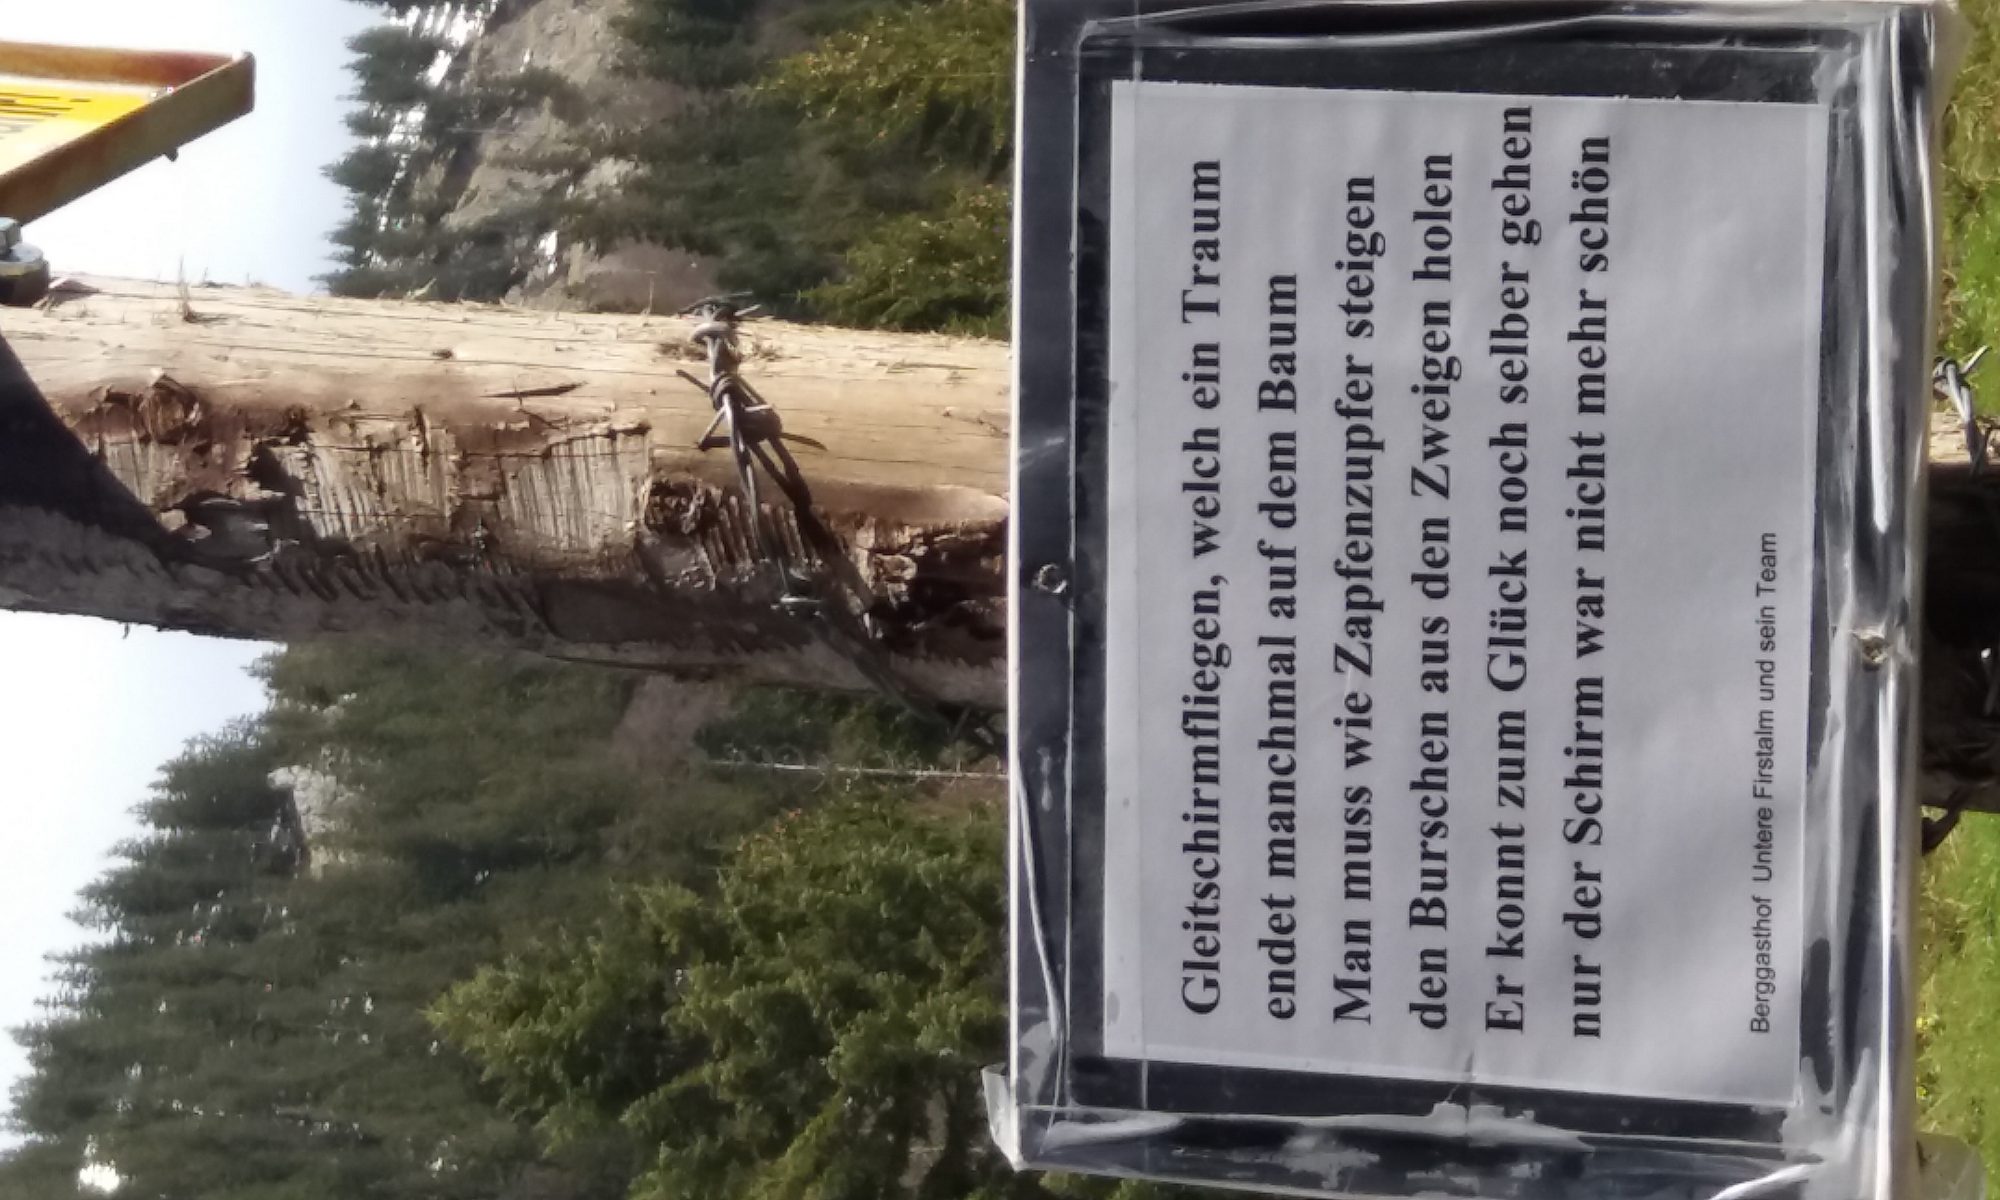 Gleitschirmfliegen, welch ein Traum
endet manchmal auf dem Baum
Man muss wie Zapfenzupfer steigen
den Burschen aus den Zweigen holen
Er konnt zum Glück noch selber gehen
nur der Schirm war nicht mehr schön
Berggasthof Untere Firstalm und sein Team